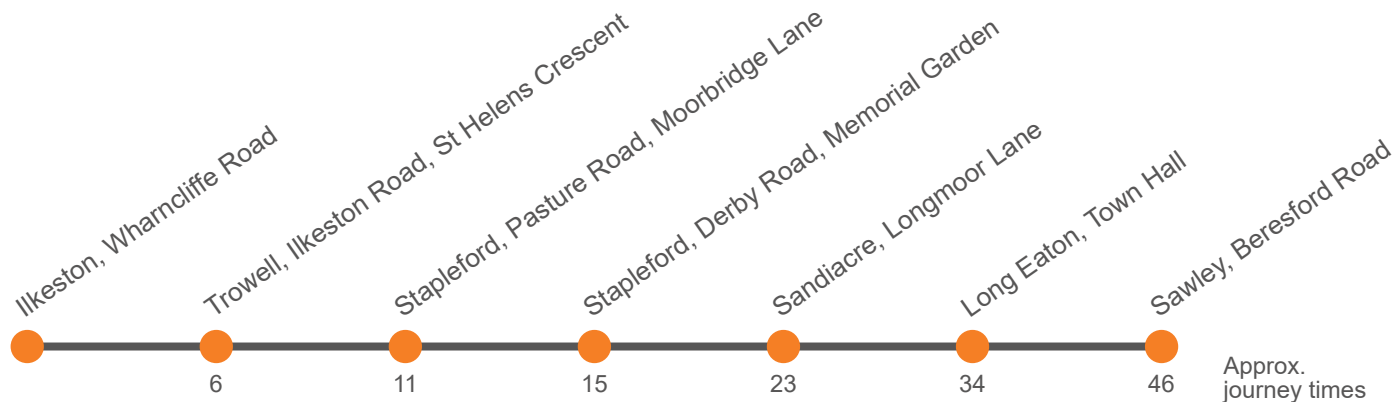 Ilkeston, Wharncliffe Road
Trowell, Ilkeston Road, St Helens Crescent
Stapleford, Pasture Road, Moorbridge Lane
Stapleford, Derby Road, Memorial Garden
Sandiacre, Longmoor Lane
Long Eaton, Town Hall
Sawley, Beresford Road
6
11
15
23
34
46
Approx.
journey times